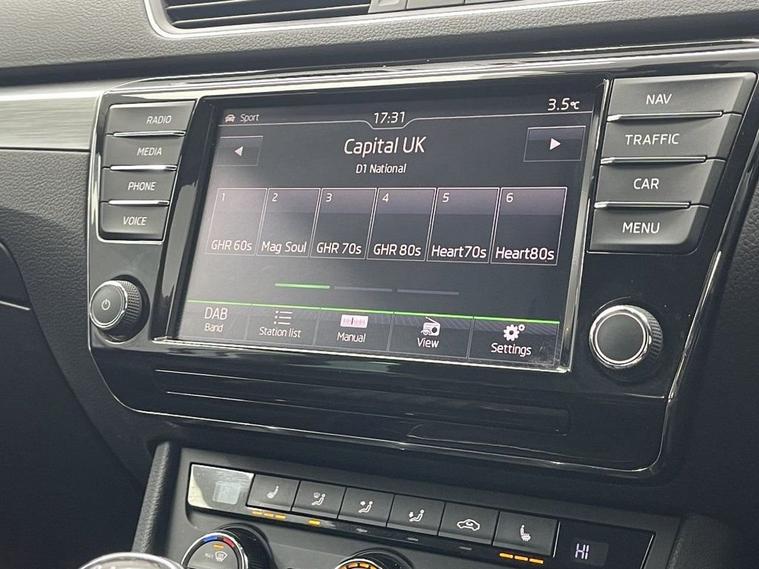 Sport 17:31 3.5°C
Capital UK
D1 National
1 2 3 4 5 6
GHR 60s Mag Soul GHR 70s GHR 80s Heart70s Heart80s
DAB
Band Station list Manual View Settings
RADIO
MEDIA
PHONE
VOICE
NAV
TRAFFIC
CAR
MENU
HI
MAX